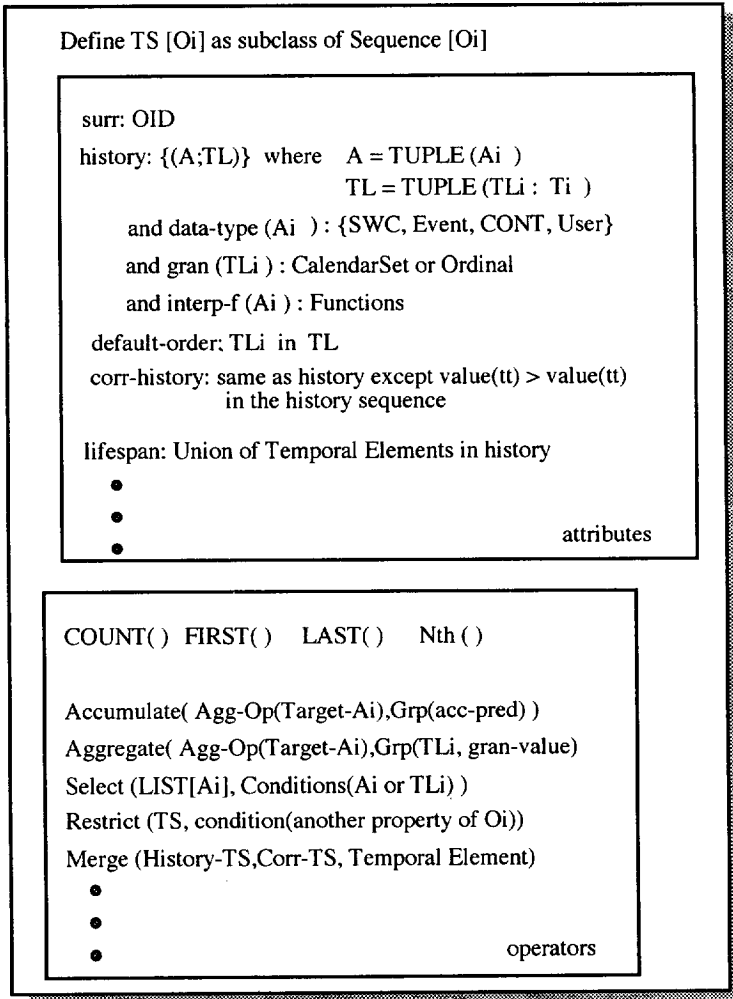 Define TS [Oi] as subclass of Sequence [Oi]
surr: OID
history: {(A;TL)} where A = TUPLE (Ai )
TL = TUPLE (TLi : Ti )
and data-type (Ai ) : {SWC, Event, CONT, User}
and gran (TLi ) : CalendarSet or Ordinal
and interp-f (Ai ) : Functions
default-order: TLi in TL
corr-history: same as history except value(tt) > value(tt)
in the history sequence
lifespan: Union of Temporal Elements in history
attributes
COUNT( ) FIRST( ) LAST( ) Nth ( )
Accumulate( Agg-Op(Target-Ai),Grp(acc-pred) )
Aggregate( Agg-Op(Target-Ai),Grp(TLi, gran-value)
Select (LIST[Ai], Conditions(Ai or TLi) )
Restrict (TS, condition(another property of Oi))
Merge (History-TS,Corr-TS, Temporal Element)
operators